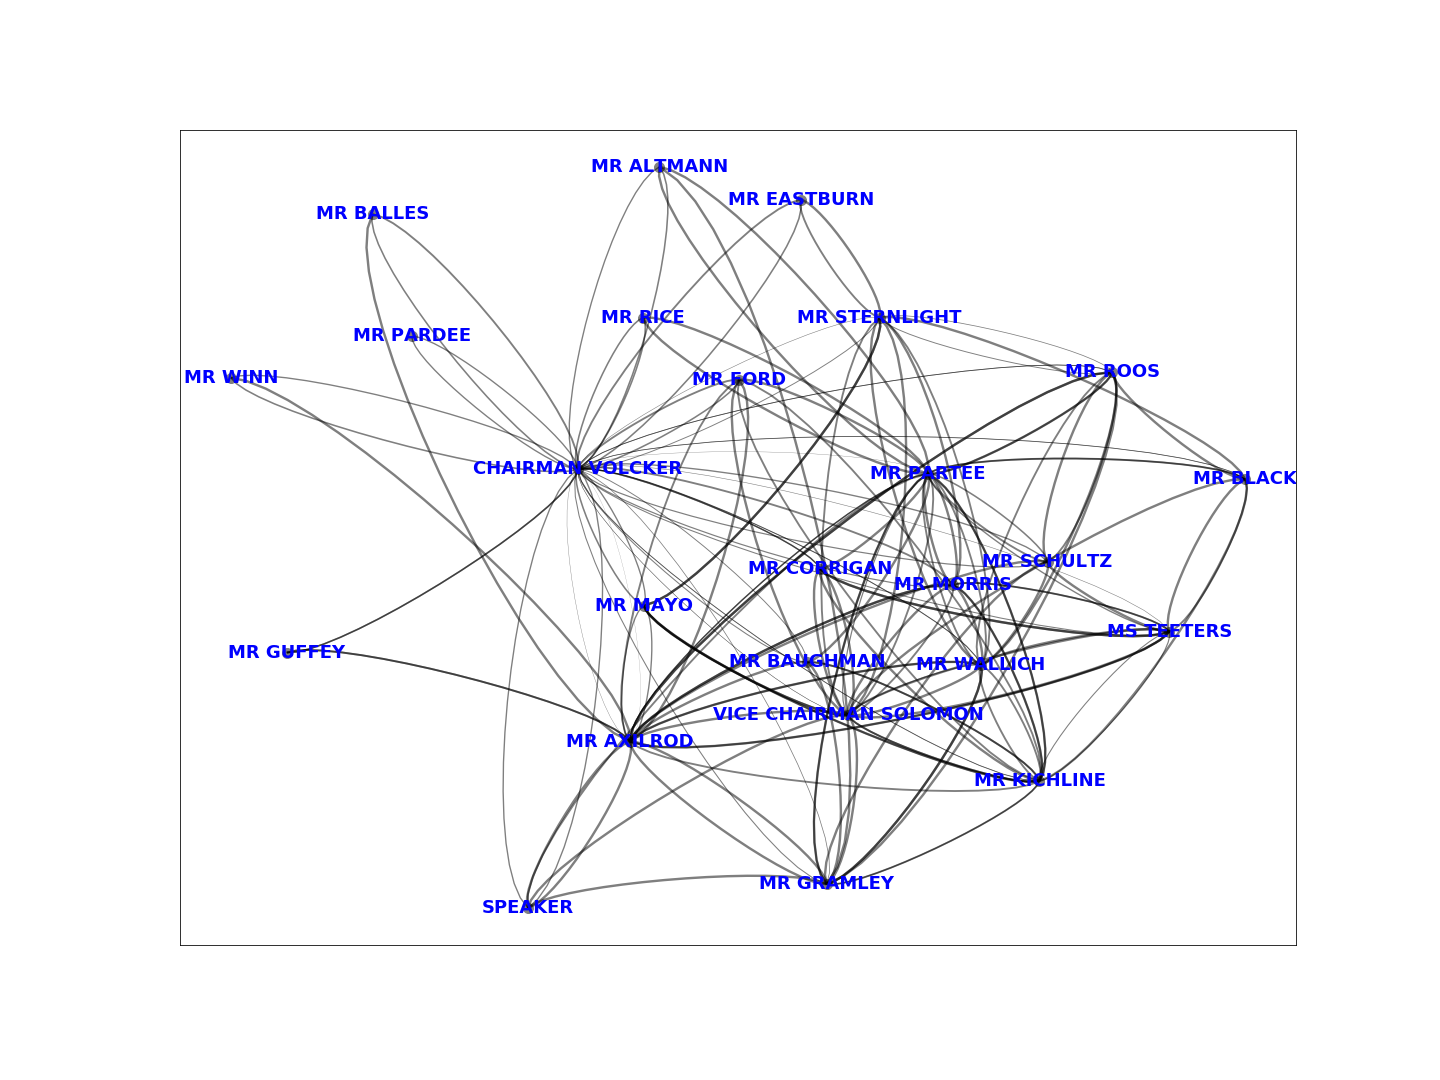 MR ALTMANN
MR EASTBURN
MR BALLES
MR RICE
MR STERNLIGHT
MR PARDEE
MR ROOS
MR WINN
MR FORD
CHAIRMAN VOLCKER
MR PARTEE
MR BLACK
MR SCHULTZ
MR CORRIGAN
MR MORRIS
MR MAYO
MS TEETERS
MR GUFFEY
MR BAUGHMAN
MR WALLICH
VICE CHAIRMAN SOLOMON
MR AXILROD
MR KICHLINE
MR GRAMLEY
SPEAKER